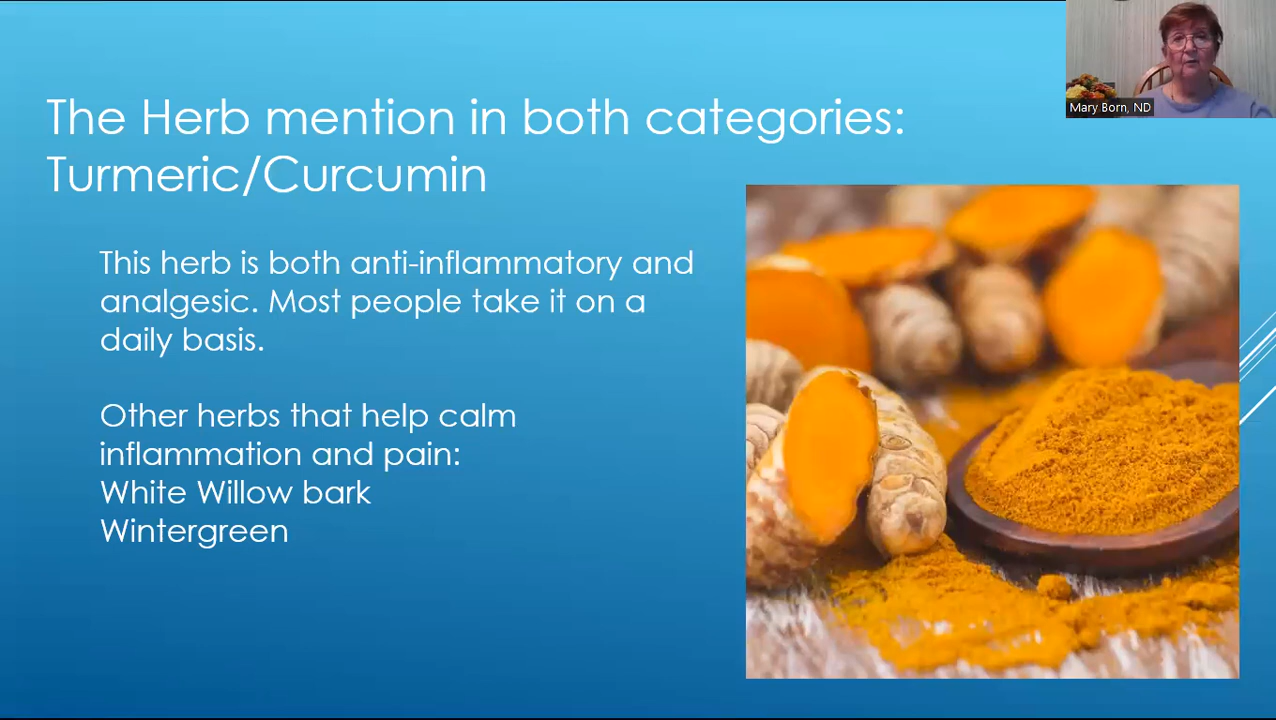 The Herb mention in both categories:
Turmeric/Curcumin
This herb is both anti-inflammatory and
analgesic. Most people take it on a
daily basis.
Other herbs that help calm
inflammation and pain:
White Willow bark
Wintergreen
Mary Born, ND